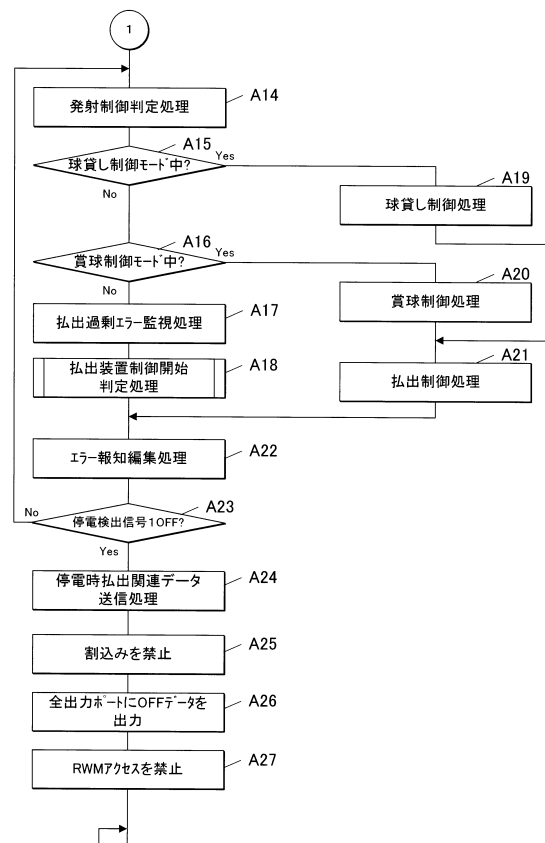 1
発射制御判定処理
A14
球貸し制御モード中?
A15
Yes
No
球貸し制御処理
A19
賞球制御モード中?
A16
Yes
No
賞球制御処理
A20
払出過剰エラー監視処理
A17
払出装置制御開始
判定処理
A18
払出制御処理
A21
エラー報知編集処理
A22
停電検出信号1OFF?
A23
No
Yes
停電時払出関連データ
送信処理
A24
割込みを禁止
A25
全出力ポートにOFFデータを
出力
A26
RWMアクセスを禁止
A27